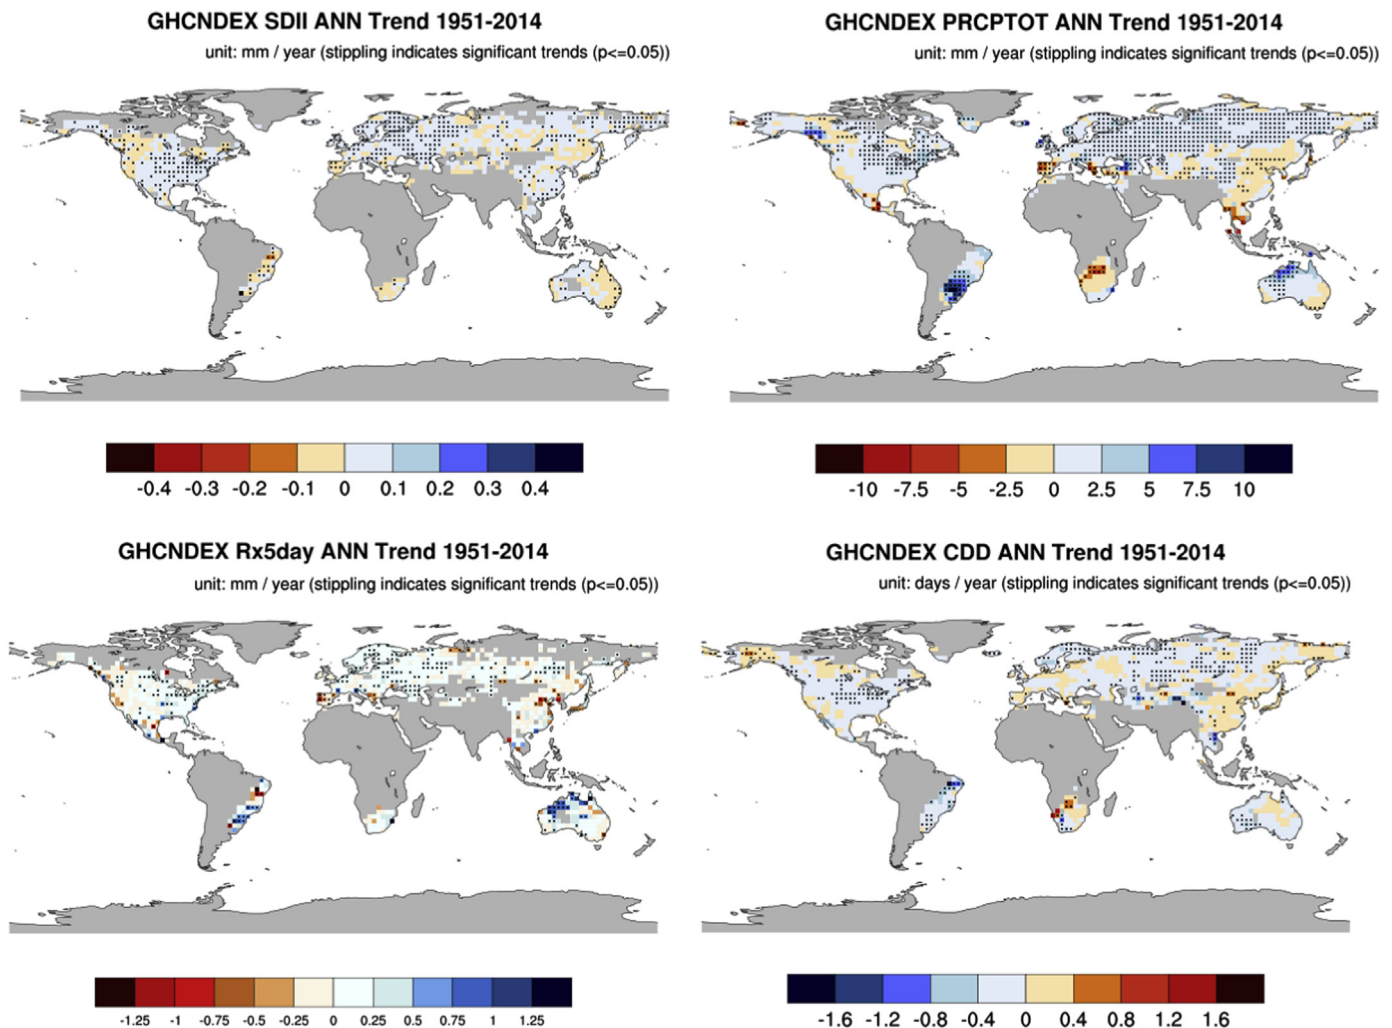 GHCNDEX SDII ANN Trend 1951-2014
unit: mm / year (stippling indicates significant trends (p<=0.05))
-0.4 -0.3 -0.2 -0.1 0 0.1 0.2 0.3 0.4
GHCNDEX PRCPTOT ANN Trend 1951-2014
unit: mm / year (stippling indicates significant trends (p<=0.05))
-10 -7.5 -5 -2.5 0 2.5 5 7.5 10
GHCNDEX Rx5day ANN Trend 1951-2014
unit: mm / year (stippling indicates significant trends (p<=0.05))
-1.25 -1 -0.75 -0.5 -0.25 0 0.25 0.5 0.75 1 1.25
GHCNDEX CDD ANN Trend 1951-2014
unit: days / year (stippling indicates significant trends (p<=0.05))
-1.6 -1.2 -0.8 -0.4 0 0.4 0.8 1.2 1.6